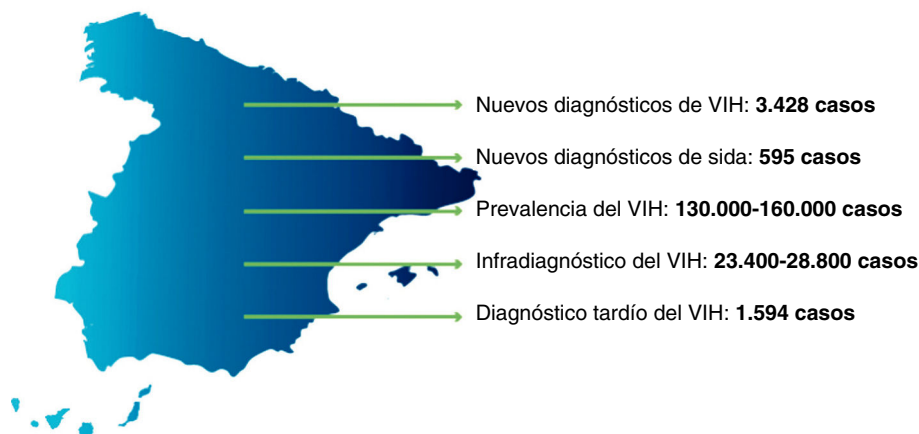 Nuevos diagnósticos de VIH: 3.428 casos
Nuevos diagnósticos de sida: 595 casos
Prevalencia del VIH: 130.000-160.000 casos
Infradiagnóstico del VIH: 23.400-28.800 casos
Diagnóstico tardío del VIH: 1.594 casos